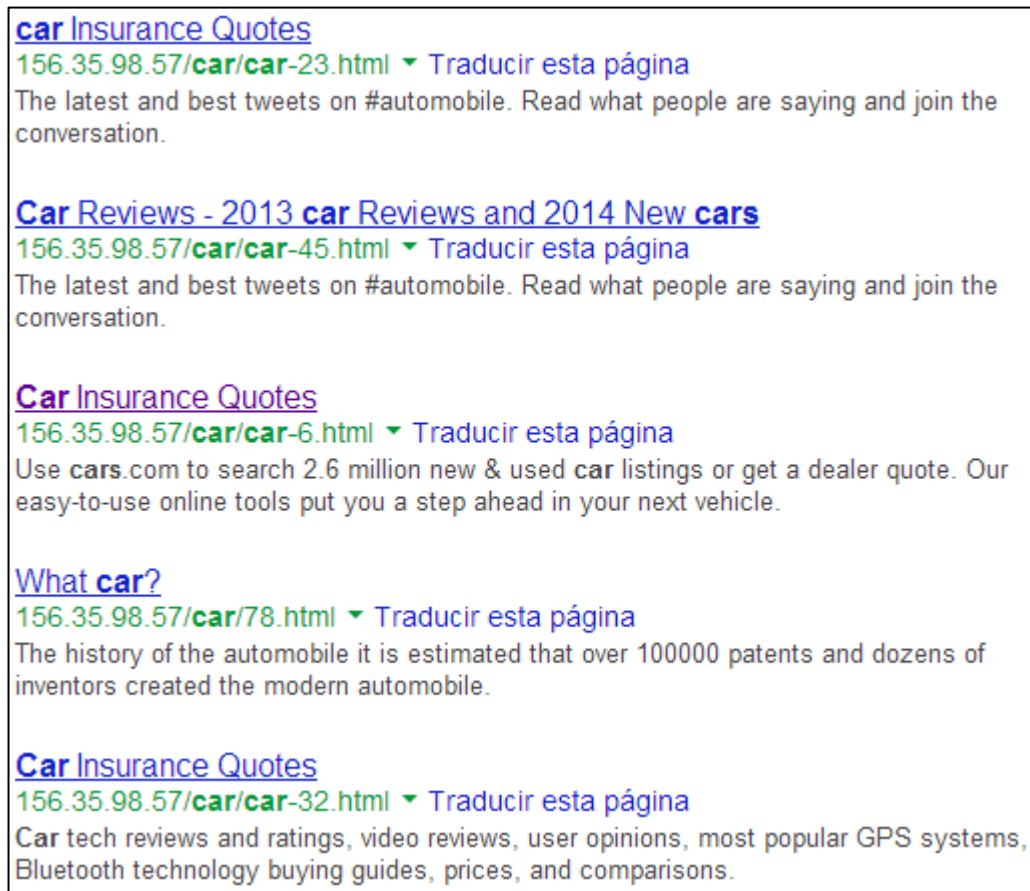 car Insurance Quotes
156.35.98.57/car/car-23.html ▾ Traducir esta página
The latest and best tweets on #automobile. Read what people are saying and join the
conversation.
Car Reviews - 2013 car Reviews and 2014 New cars
156.35.98.57/car/car-45.html ▾ Traducir esta página
The latest and best tweets on #automobile. Read what people are saying and join the
conversation.
Car Insurance Quotes
156.35.98.57/car/car-6.html ▾ Traducir esta página
Use cars.com to search 2.6 million new & used car listings or get a dealer quote. Our
easy-to-use online tools put you a step ahead in your next vehicle.
What car?
156.35.98.57/car/78.html ▾ Traducir esta página
The history of the automobile it is estimated that over 100000 patents and dozens of
inventors created the modern automobile.
Car Insurance Quotes
156.35.98.57/car/car-32.html ▾ Traducir esta página
Car tech reviews and ratings, video reviews, user opinions, most popular GPS systems,
Bluetooth technology buying guides, prices, and comparisons.